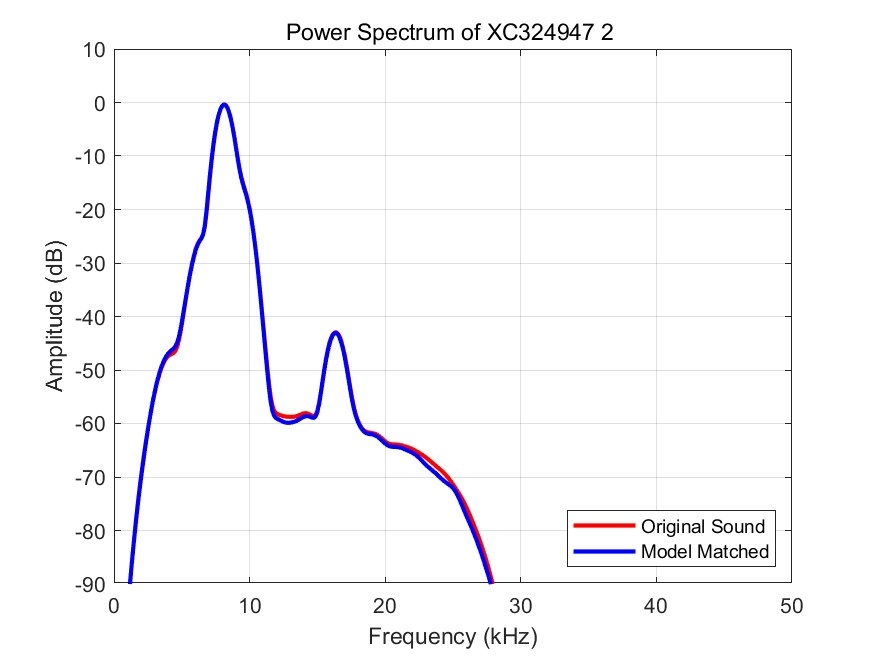 Power Spectrum of XC324947 2
10
0
-10
-20
-30
-40
-50
-60
-70
-80
-90
Amplitude (dB)
0 10 20 30 40 50
Frequency (kHz)
Original Sound
Model Matched